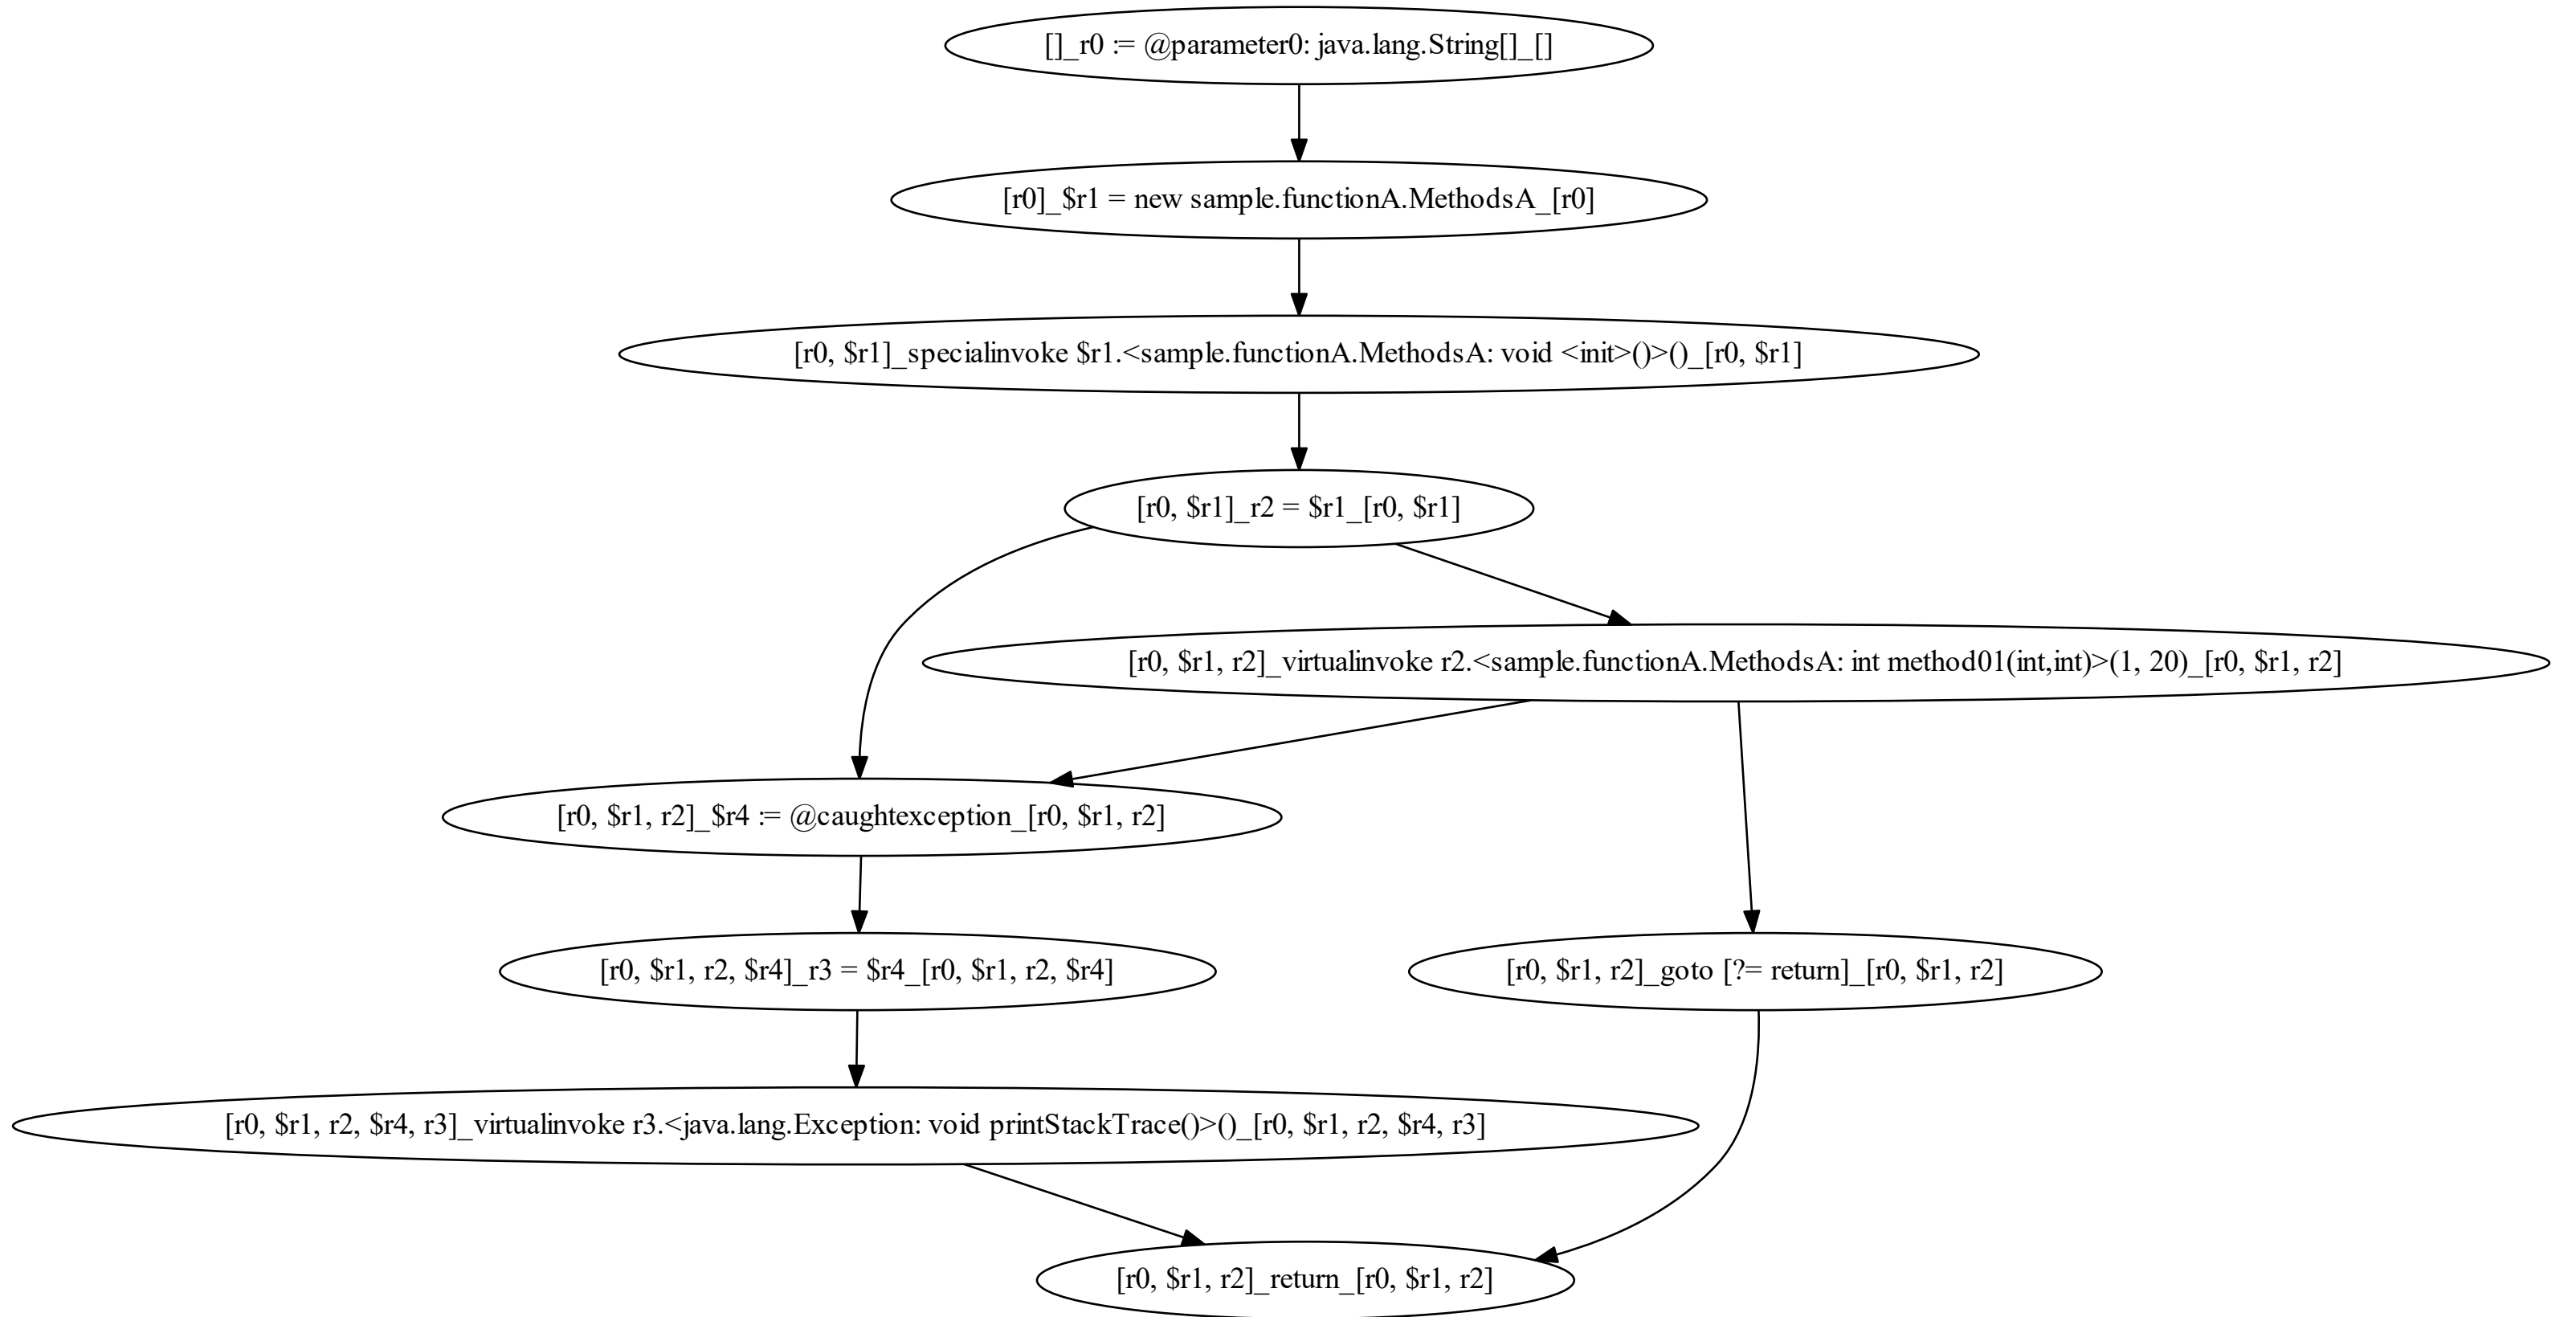 []_r0 := @parameter0: java.lang.String[]_[]
[r0]_$r1 = new sample.functionA.MethodsA_[r0]
[r0, $r1]_specialinvoke $r1.<sample.functionA.MethodsA: void <init>()>()_[r0, $r1]
[r0, $r1]_r2 = $r1_[r0, $r1]
[r0, $r1, r2]_virtualinvoke r2.<sample.functionA.MethodsA: int method01(int,int)>(1, 20)_[r0, $r1, r2]
[r0, $r1, r2]_$r4 := @caughtexception_[r0, $r1, r2]
[r0, $r1, r2, $r4]_r3 = $r4_[r0, $r1, r2, $r4]
[r0, $r1, r2]_goto [?= return]_[r0, $r1, r2]
[r0, $r1, r2, $r4, r3]_virtualinvoke r3.<java.lang.Exception: void printStackTrace()>()_[r0, $r1, r2, $r4, r3]
[r0, $r1, r2]_return_[r0, $r1, r2]